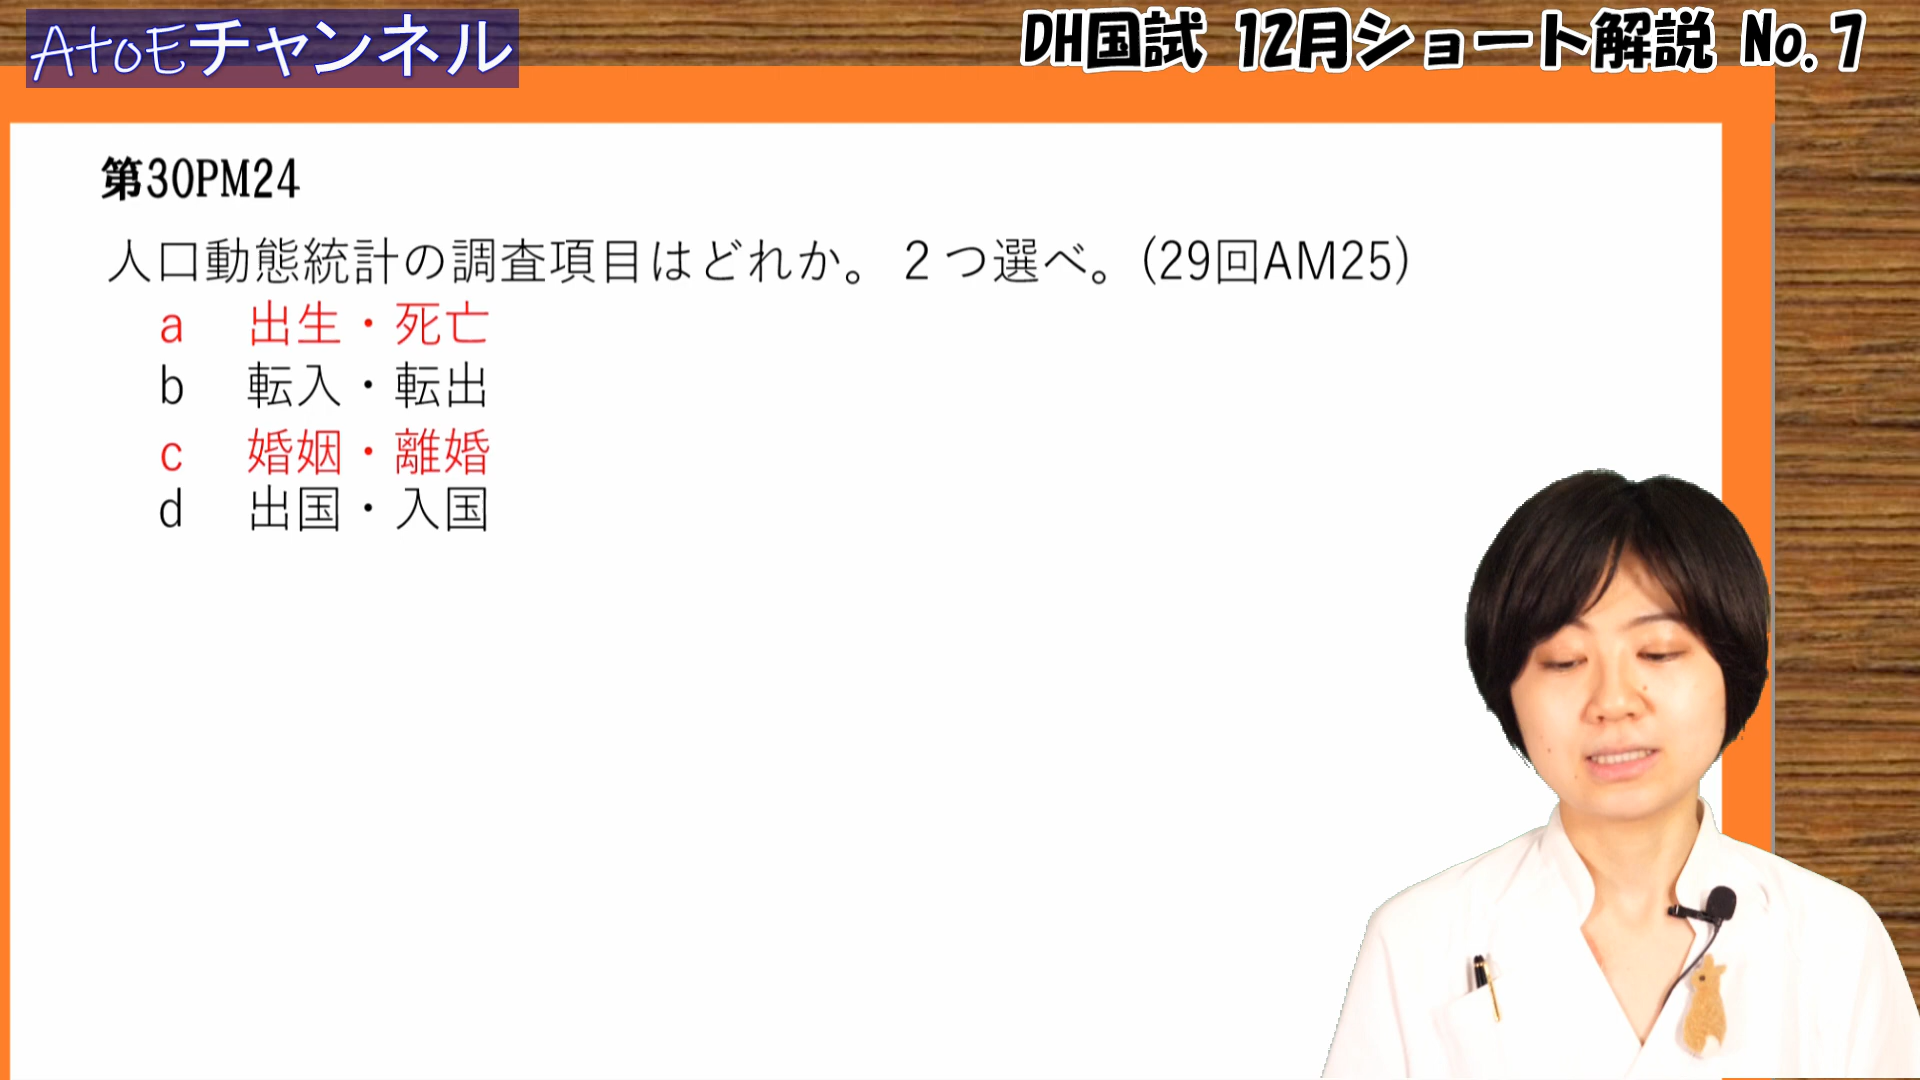 AtoEチャンネル
DH国試 12月ショート解説 No.7
第30PM24
人口動態統計の調査項目はどれか。２つ選べ。(29回AM25)
a 出生・死亡
b 転入・転出
c 婚姻・離婚
d 出国・入国